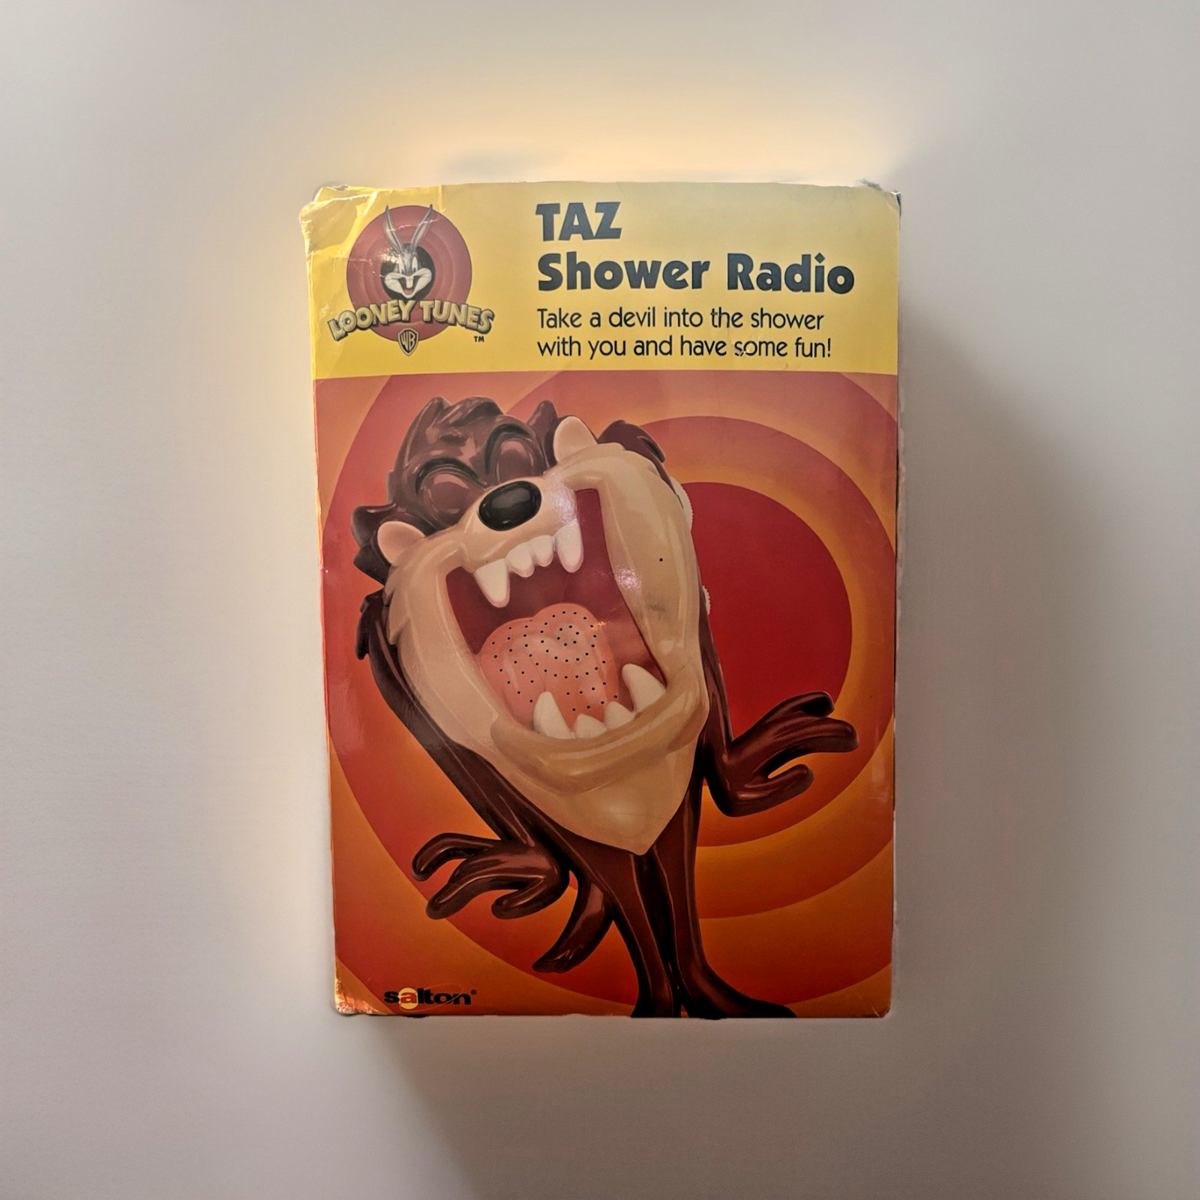 TAZ
Shower Radio
Take a devil into the shower
with you and have some fun!
LOONEY TUNES
WB
TM
salton®